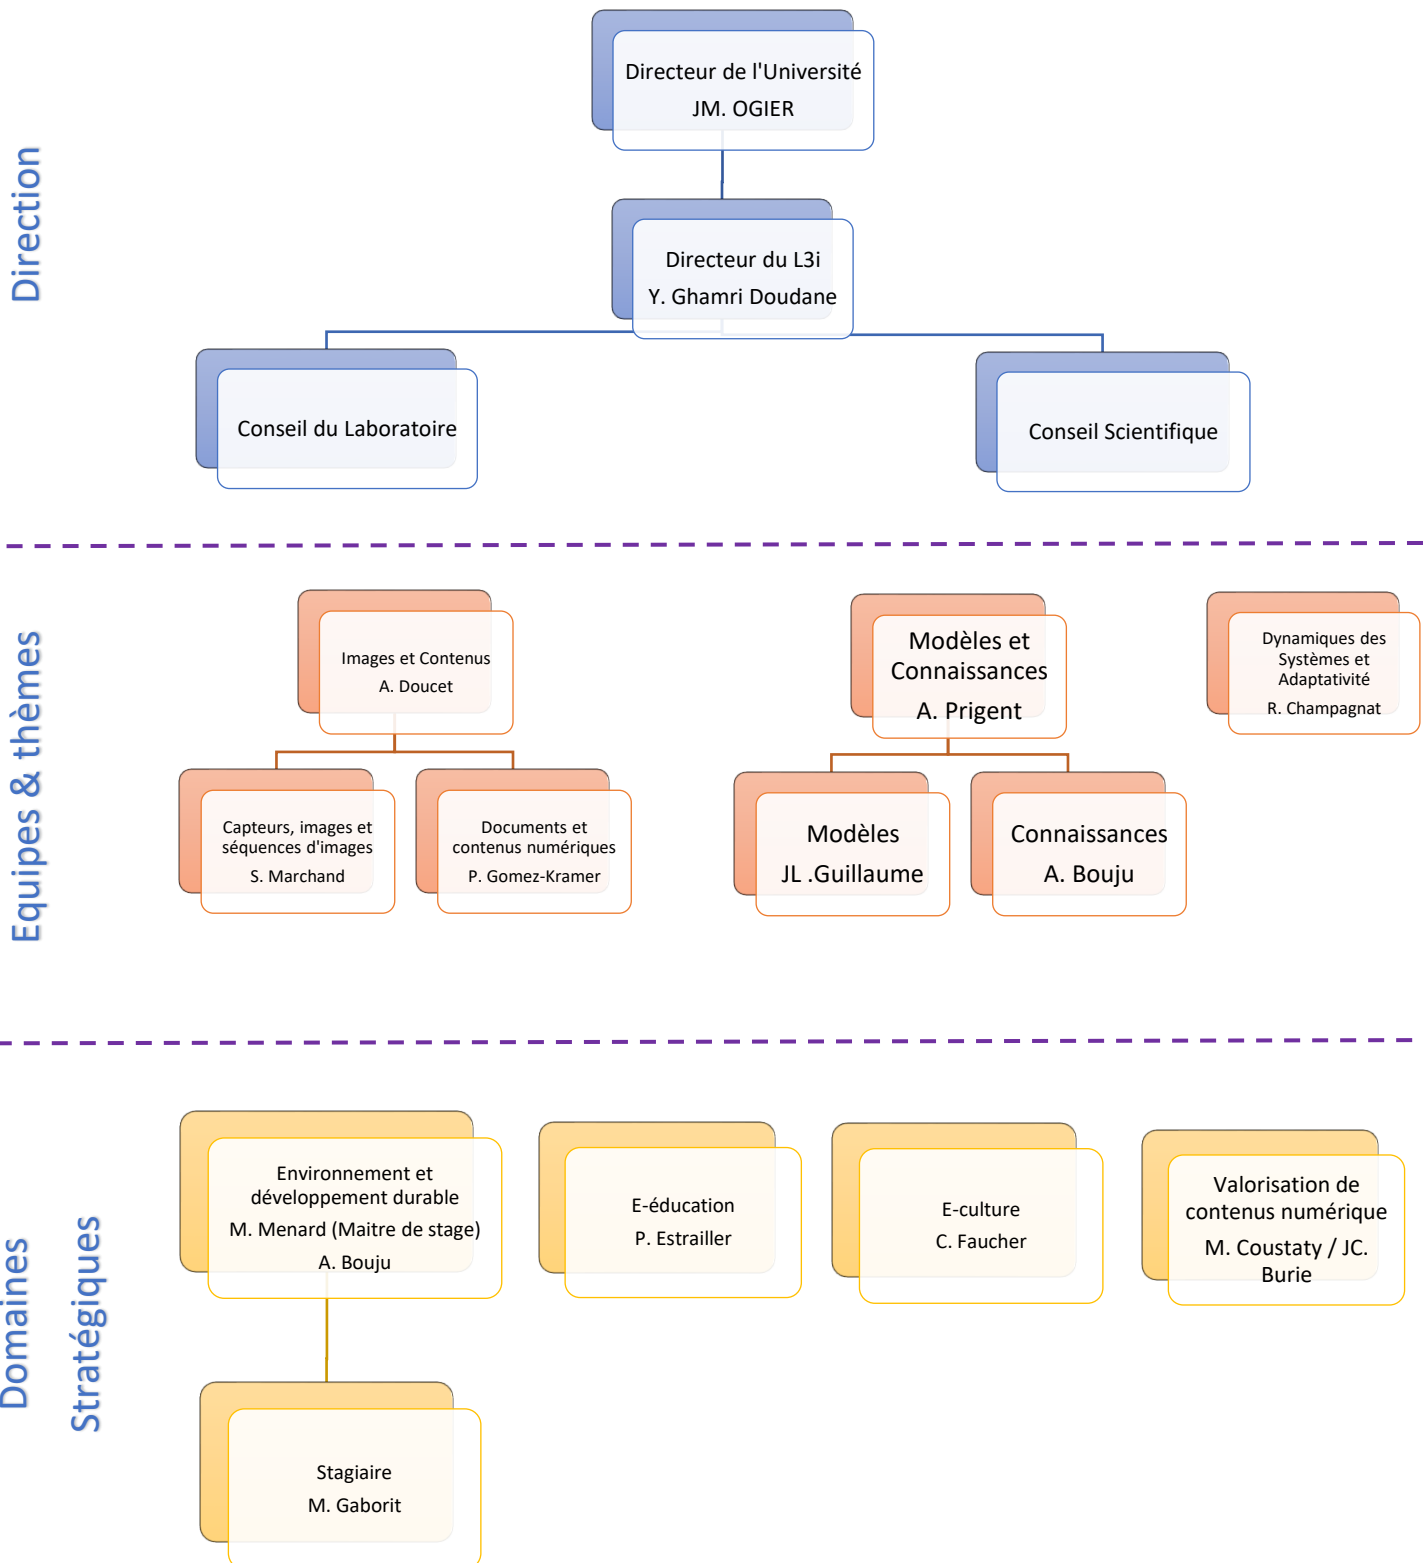 Direction
Directeur de l'Université
JM. OGIER
Directeur du L3i
Y. Ghamri Doudane
Conseil du Laboratoire
Conseil Scientifique
Equipes & thèmes
Images et Contenus
A. Doucet
Capteurs, images et
séquences d'images
S. Marchand
Documents et
contenus numériques
P. Gomez-Kramer
Modèles et
Connaissances
A. Prigent
Modèles
JL .Guillaume
Connaissances
A. Bouju
Dynamiques des
Systèmes et
Adaptativité
R. Champagnat
Domaines
Stratégiques
Environnement et
développement durable
M. Menard (Maitre de stage)
A. Bouju
Stagiaire
M. Gaborit
E-éducation
P. Estrailler
E-culture
C. Faucher
Valorisation de
contenus numérique
M. Coustaty / JC.
Burie